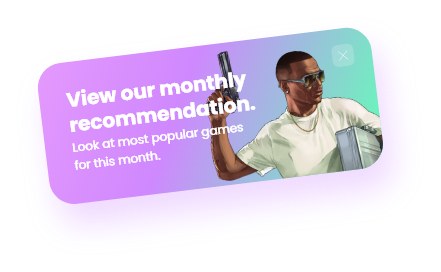 View our monthly
recommendation.
Look at most popular games
for this month.